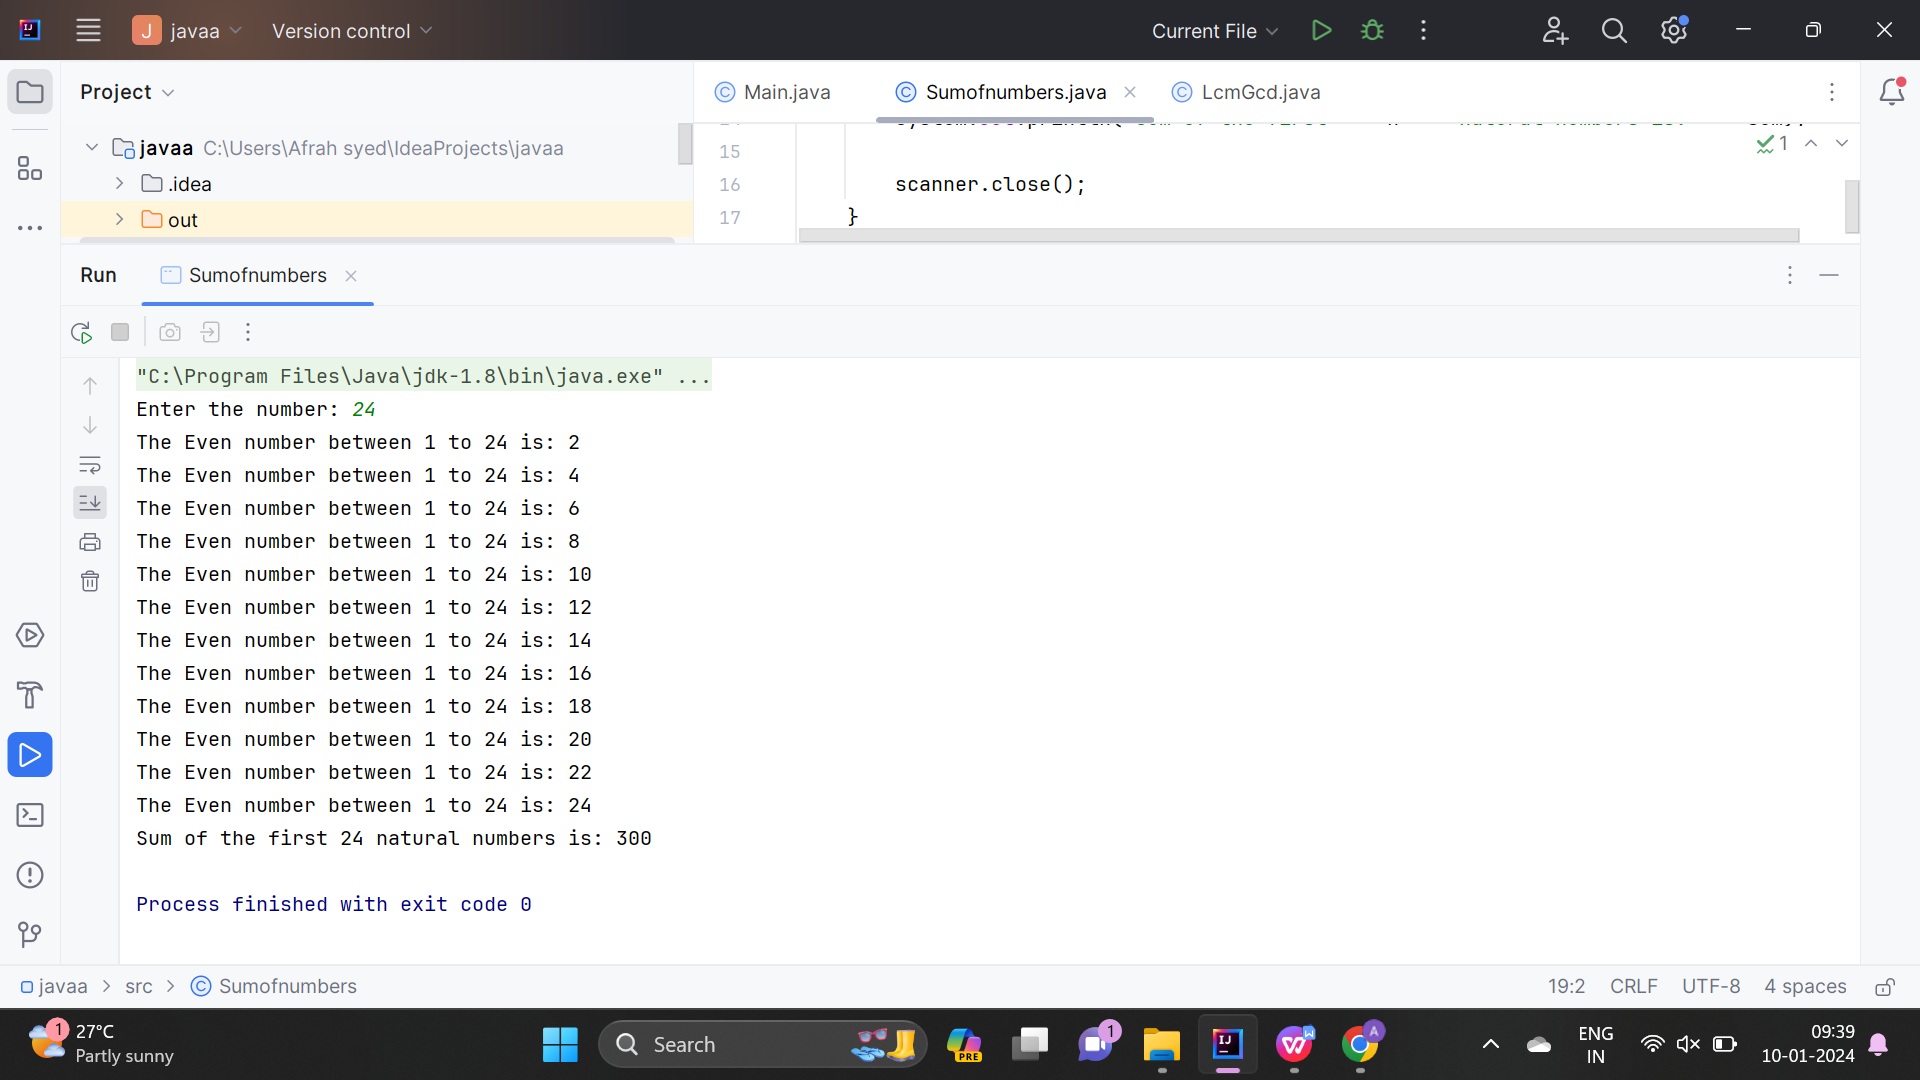 J javaa Version control Current File
Project
Main.java Sumofnumbers.java LcmGcd.java
javaa C:\Users\Afrah syed\IdeaProjects\javaa
.idea
out
15
16 scanner.close();
17 }
1
Run Sumofnumbers
"C:\Program Files\Java\jdk-1.8\bin\java.exe" ...
Enter the number: 24
The Even number between 1 to 24 is: 2
The Even number between 1 to 24 is: 4
The Even number between 1 to 24 is: 6
The Even number between 1 to 24 is: 8
The Even number between 1 to 24 is: 10
The Even number between 1 to 24 is: 12
The Even number between 1 to 24 is: 14
The Even number between 1 to 24 is: 16
The Even number between 1 to 24 is: 18
The Even number between 1 to 24 is: 20
The Even number between 1 to 24 is: 22
The Even number between 1 to 24 is: 24
Sum of the first 24 natural numbers is: 300
Process finished with exit code 0
javaa > src > Sumofnumbers 19:2 CRLF UTF-8 4 spaces
1 27°C
Partly sunny
Search
PRE
1
IJ
W
A
ENG
IN
09:39
10-01-2024